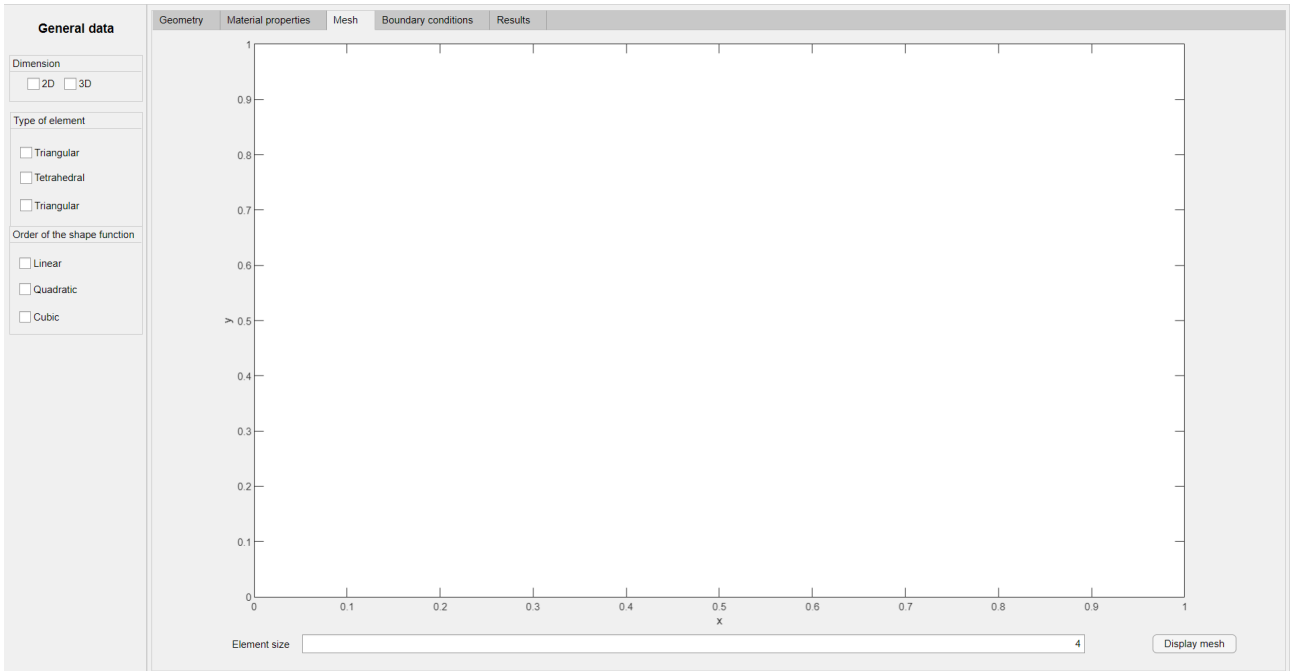 General data
Dimension
2D 3D
Type of element
Triangular
Tetrahedral
Triangular
Order of the shape function
Linear
Quadratic
Cubic
Geometry Material properties Mesh Boundary conditions Results
1
0.9
0.8
0.7
0.6
y 0.5
0.4
0.3
0.2
0.1
0
0 0.1 0.2 0.3 0.4 0.5 0.6 0.7 0.8 0.9 1
x
Element size 4 Display mesh